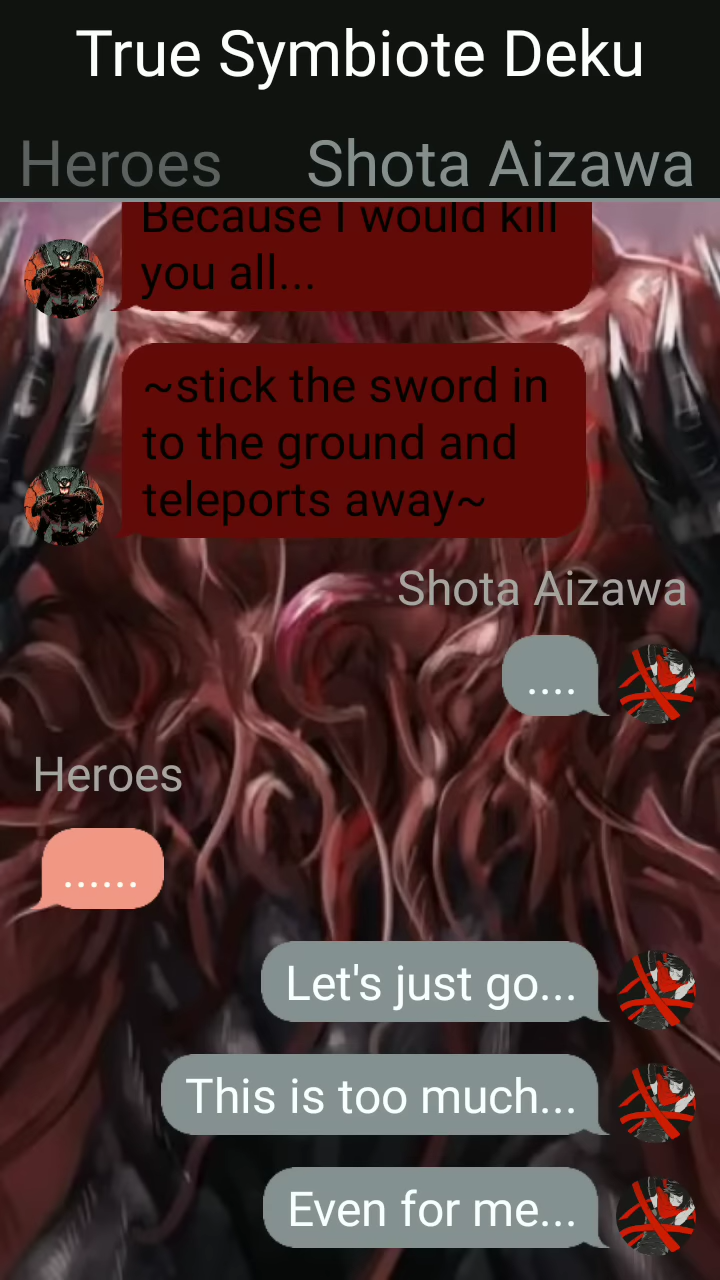 True Symbiote Deku
Heroes
Shota Aizawa
Because I would kill
you all...
~stick the sword in
to the ground and
teleports away~
Shota Aizawa
....
Heroes
......
Let's just go...
This is too much...
Even for me...